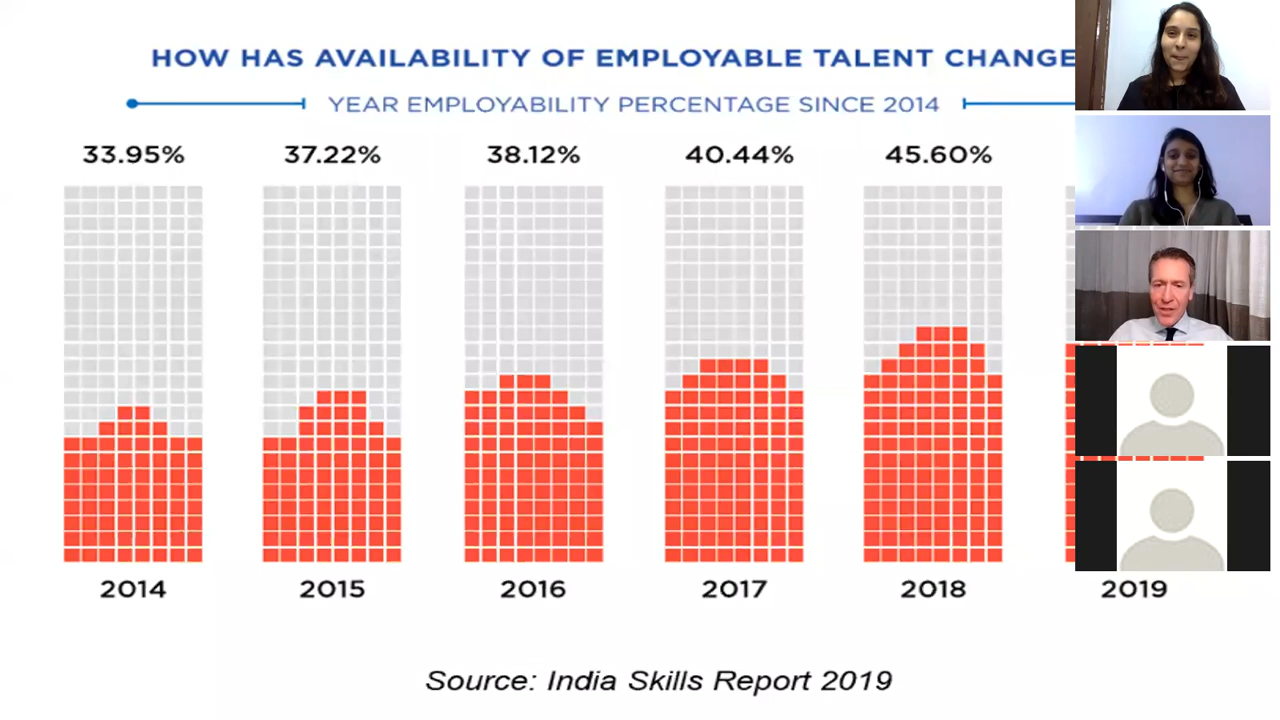 HOW HAS AVAILABILITY OF EMPLOYABLE TALENT CHANGE
YEAR EMPLOYABILITY PERCENTAGE SINCE 2014
33.95% 37.22% 38.12% 40.44% 45.60%
2014 2015 2016 2017 2018 2019
Source: India Skills Report 2019